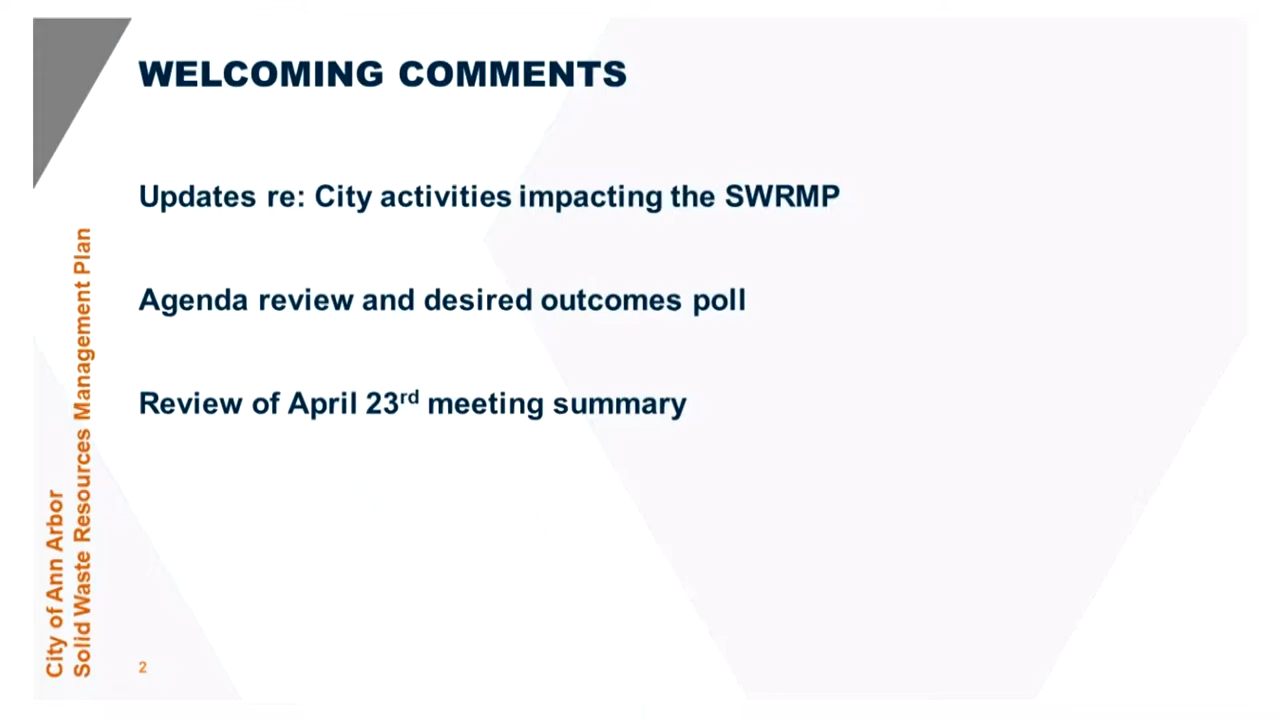 WELCOMING COMMENTS
Updates re: City activities impacting the SWRMP
Agenda review and desired outcomes poll
Review of April 23rd meeting summary
City of Ann Arbor
Solid Waste Resources Management Plan
2